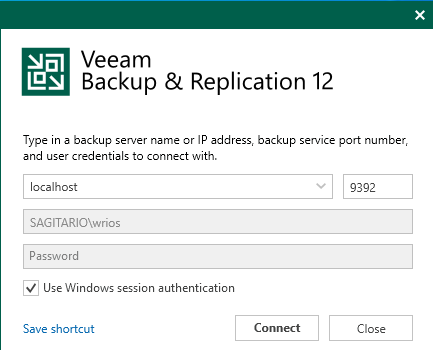 Veeam
Backup & Replication 12
Type in a backup server name or IP address, backup service port number,
and user credentials to connect with.
localhost 9392
SAGITARIO\wrios
Password
Use Windows session authentication
Save shortcut Connect Close